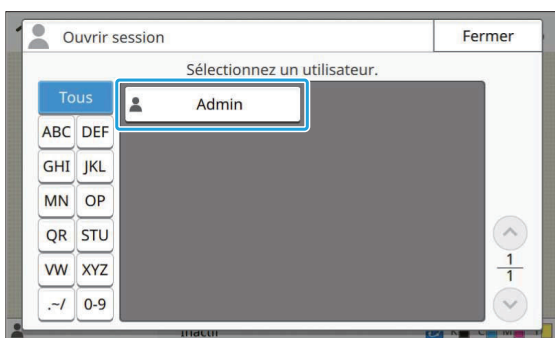 Ouvrir session
Fermer
Sélectionnez un utilisateur.
Tous
Admin
ABC DEF
GHI JKL
MN OP
QR STU
VW XYZ
.~/ 0-9
1
1
Inactif
K C M Y